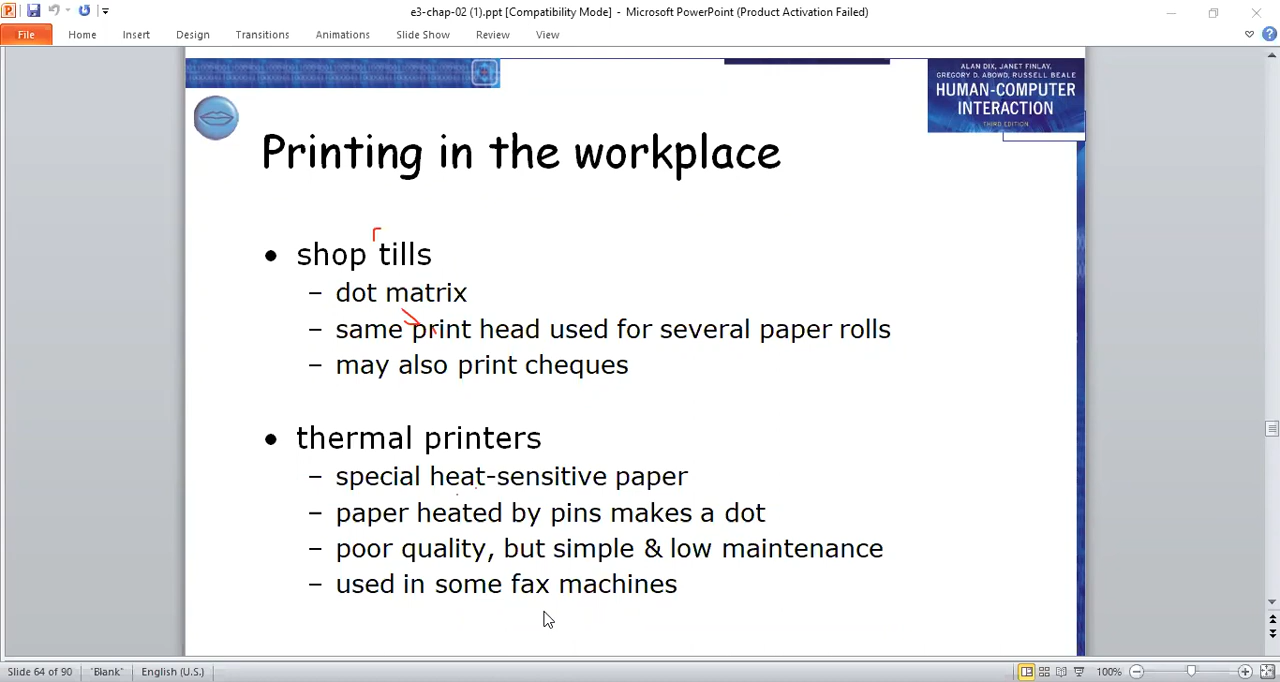 e3-chap-02 (1).ppt [Compatibility Mode] - Microsoft PowerPoint (Product Activation Failed)
File Home Insert Design Transitions Animations Slide Show Review View
ALAN DIX, JANET FINLAY,
GREGORY D. ABOWD, RUSSELL BEALE
HUMAN-COMPUTER
INTERACTION
THIRD EDITION
Printing in the workplace
• shop tills
– dot matrix
– same print head used for several paper rolls
– may also print cheques
• thermal printers
– special heat-sensitive paper
– paper heated by pins makes a dot
– poor quality, but simple & low maintenance
– used in some fax machines
Slide 64 of 90 "Blank" English (U.S.) 100%